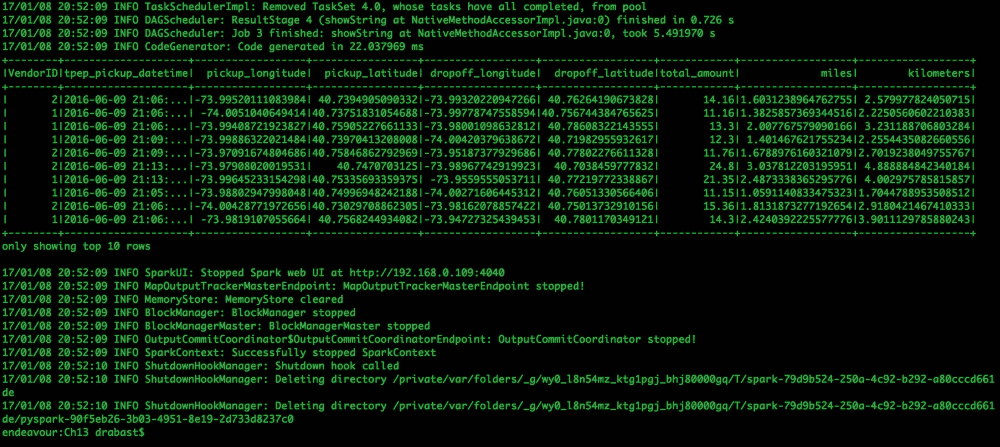 17/01/08 20:52:09 INFO TaskSchedulerImpl: Removed TaskSet 4.0, whose tasks have all completed, from pool
17/01/08 20:52:09 INFO DAGScheduler: ResultStage 4 (showString at NativeMethodAccessorImpl.java:0) finished in 0.726 s
17/01/08 20:52:09 INFO DAGScheduler: Job 3 finished: showString at NativeMethodAccessorImpl.java:0, took 5.491970 s
17/01/08 20:52:09 INFO CodeGenerator: Code generated in 22.037969 ms
+--------+--------------------+------------------+------------------+------------------+------------------+------------+------------------+------------------+
|VendorID|tpep_pickup_datetime| pickup_longitude| pickup_latitude| dropoff_longitude| dropoff_latitude|total_amount| miles| kilometers|
+--------+--------------------+------------------+------------------+------------------+------------------+------------+------------------+------------------+
| 2|2016-06-09 21:06:...|-73.99520111083984| 40.7394905090332|-73.99320220947266| 40.76264190673828| 14.16|1.6031238964762755| 2.579977824050715|
| 1|2016-06-09 21:06:...| -74.0051040649414|40.73751831054688|-73.99778747558594|40.756744384765625| 11.16|1.3825857369344516|2.2250560602210383|
| 1|2016-06-09 21:06:...|-73.99408721923827|40.75905227661133|-73.98001098632812| 40.78608322143555| 13.3| 2.007767579090166| 3.231188706803284|
| 1|2016-06-09 21:09:...|-73.99886322021484|40.73970413208008|-74.00420379638672| 40.71982955932617| 12.3| 1.401467621755234|2.2554435082660556|
| 2|2016-06-09 21:09:...|-73.97091674804686|40.75846862792969|-73.95187377929686| 40.77802276611328| 11.76|1.6788976160321079|2.7019238049755767|
| 2|2016-06-09 21:13:...| -73.9790802001953| 40.7470703125|-73.98967742919923| 40.7038459777832| 24.8|3.037812203195951| 4.888884842340184|
| 1|2016-06-09 21:13:...|-73.99645233154298|40.75335693359375| -73.9559555053711| 40.77219772338867| 21.35|2.4873338365295776| 4.002975785815857|
| 1|2016-06-09 21:05:...|-73.98802947998048|40.74996948242188| -74.00271606445312| 40.76051330566406| 11.15|1.0591140833475323|1.7044788953508512|
| 2|2016-06-09 21:06:...|-74.00428771972656|40.73029708862305|-73.98162078857422| 40.75013732910156| 15.36|1.8131873277192654|2.9180421467410333|
| 1|2016-06-09 21:06:...| -73.9819107055664| 40.7568244934082|-73.94727325439453| 40.7801170349121| 14.3|2.4240392225577776|3.9011129785880243|
+--------+--------------------+------------------+------------------+------------------+------------------+------------+------------------+------------------+
only showing top 10 rows
17/01/08 20:52:09 INFO SparkUI: Stopped Spark web UI at http://192.168.0.109:4040
17/01/08 20:52:09 INFO MapOutputTrackerMasterEndpoint: MapOutputTrackerMasterEndpoint stopped!
17/01/08 20:52:09 INFO MemoryStore: MemoryStore cleared
17/01/08 20:52:09 INFO BlockManager: BlockManager stopped
17/01/08 20:52:09 INFO BlockManagerMaster: BlockManagerMaster stopped
17/01/08 20:52:09 INFO OutputCommitCoordinator$OutputCommitCoordinatorEndpoint: OutputCommitCoordinator stopped!
17/01/08 20:52:09 INFO SparkContext: Successfully stopped SparkContext
17/01/08 20:52:10 INFO ShutdownHookManager: Shutdown hook called
17/01/08 20:52:10 INFO ShutdownHookManager: Deleting directory /private/var/folders/_g/wy0_l8n54mz_ktg1pgj_bhj80000gq/T/spark-79d9b524-250a-4c92-b292-a80cccd661
de
17/01/08 20:52:10 INFO ShutdownHookManager: Deleting directory /private/var/folders/_g/wy0_l8n54mz_ktg1pgj_bhj80000gq/T/spark-79d9b524-250a-4c92-b292-a80cccd661
de/pyspark-90f5eb26-3b03-4951-8e19-2d733d8237c0
endeavour:Ch13 drabast$